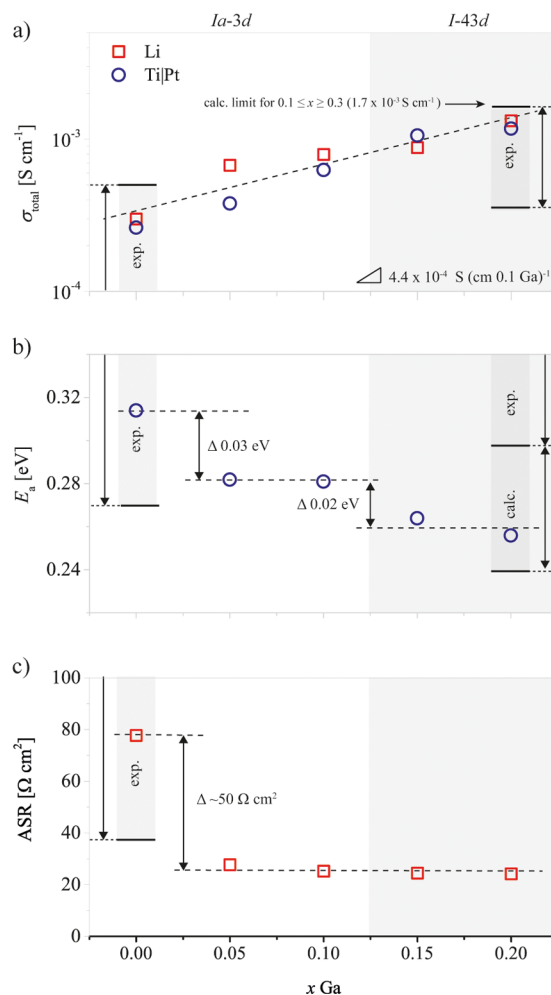 Ia-3d
I-43d
a)
Li
Ti|Pt
calc. limit for 0.1 ≤ x ≥ 0.3 (1.7 x 10⁻³ S cm⁻¹)
10⁻³
σtotal [S cm⁻¹]
exp.
exp.
4.4 x 10⁻⁴ S (cm 0.1 Ga)⁻¹
10⁻⁴
b)
0.32
exp.
exp.
Δ 0.03 eV
Ea [eV]
0.28
Δ 0.02 eV
calc.
0.24
c)
100
80
exp.
ASR [Ω cm²]
60
Δ ~50 Ω cm²
40
20
0
0.00 0.05 0.10 0.15 0.20
x Ga